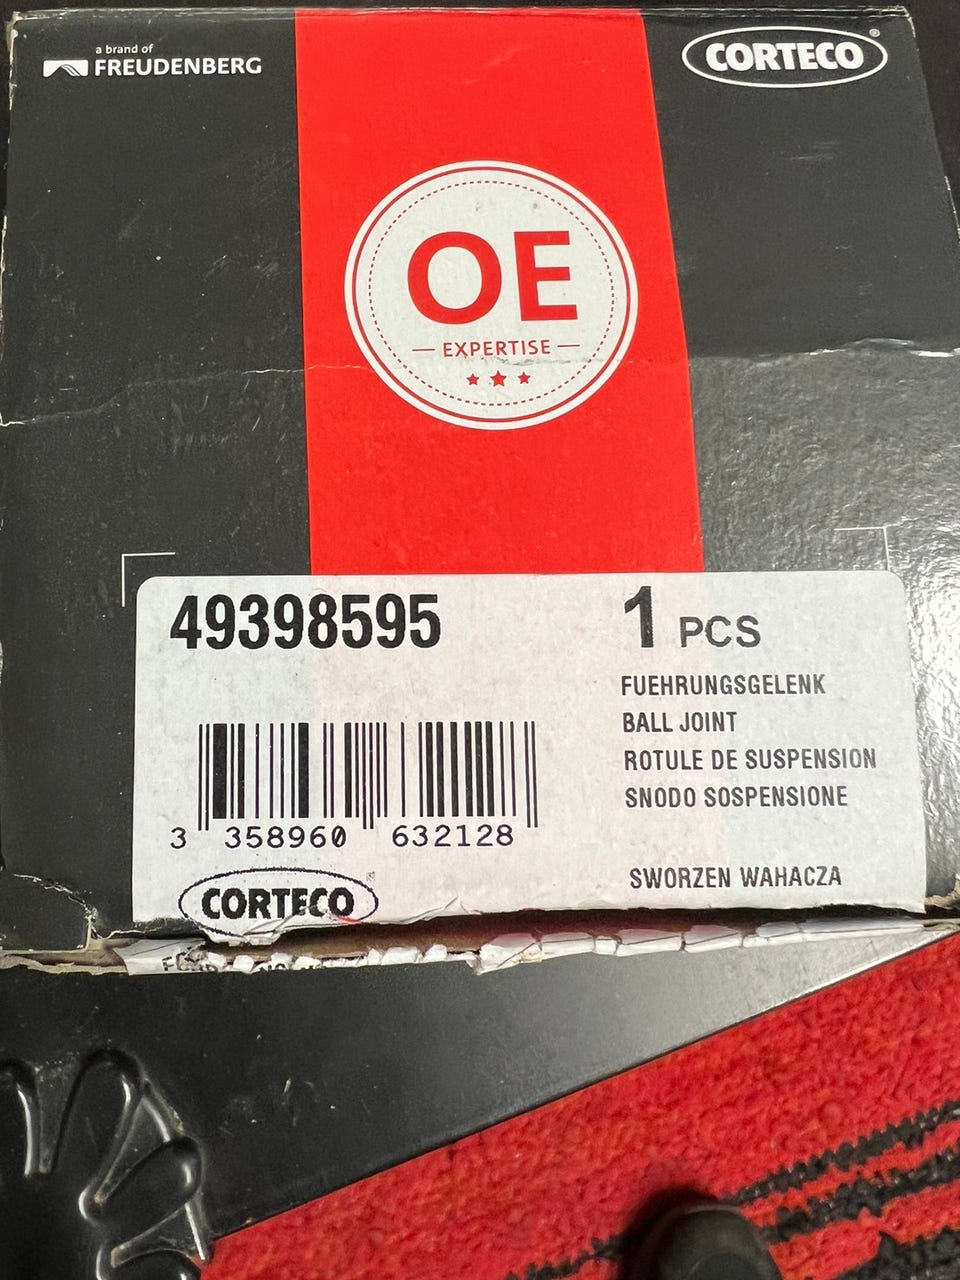 a brand of
FREUDENBERG
CORTECO®
OE
EXPERTISE
49398595
1 PCS
FUEHRUNGSGELENK
BALL JOINT
ROTULE DE SUSPENSION
SNODO SOSPENSIONE
SWORZEN WAHACZA
3 358960 632128
CORTECO